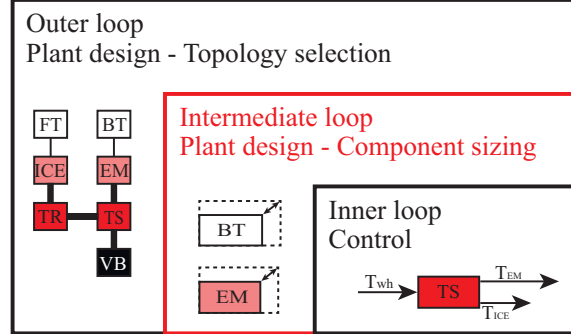 Outer loop
Plant design - Topology selection
FT BT
ICE EM
TR TS
VB
Intermediate loop
Plant design - Component sizing
BT
EM
Inner loop
Control
Twh TS TEM
TICE